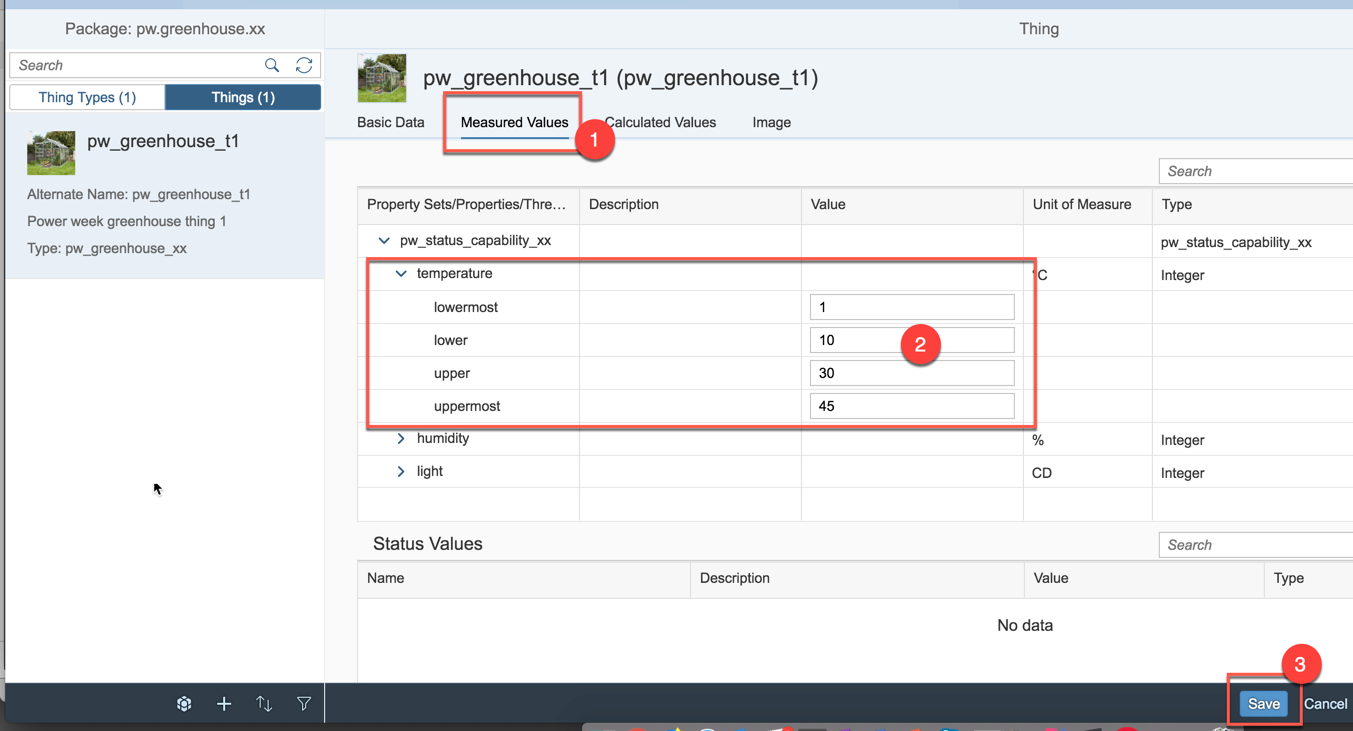 Package: pw.greenhouse.xx
Thing
Search
Thing Types (1)
Things (1)
pw_greenhouse_t1
Alternate Name: pw_greenhouse_t1
Power week greenhouse thing 1
Type: pw_greenhouse_xx
pw_greenhouse_t1 (pw_greenhouse_t1)
Basic Data
Measured Values
1
Calculated Values
Image
Search
Property Sets/Properties/Thre...
Description
Value
Unit of Measure
Type
pw_status_capability_xx
pw_status_capability_xx
temperature
°C
Integer
lowermost
1
lower
10
2
upper
30
uppermost
45
humidity
%
Integer
light
CD
Integer
Status Values
Search
Name
Description
Value
Type
No data
3
Save
Cancel